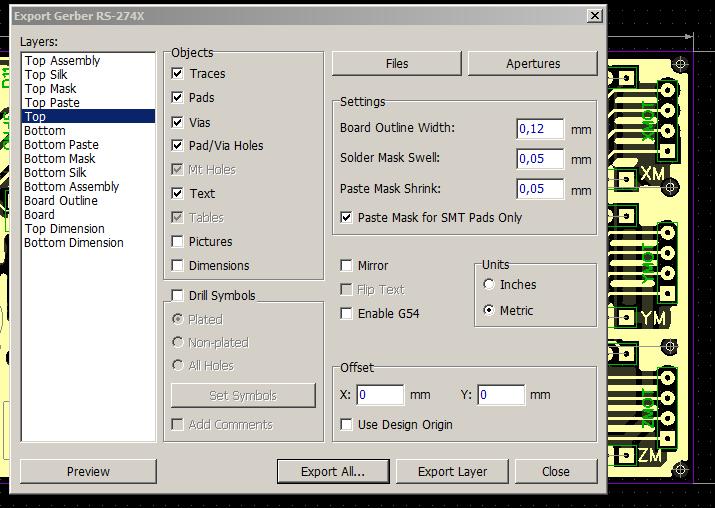 Export Gerber RS-274X
Layers:
Top Assembly
Top Silk
Top Mask
Top Paste
Top
Bottom
Bottom Paste
Bottom Mask
Bottom Silk
Bottom Assembly
Board Outline
Board
Top Dimension
Bottom Dimension
Objects
Traces
Pads
Vias
Pad/Via Holes
Mt Holes
Text
Tables
Pictures
Dimensions
Drill Symbols
Plated
Non-plated
All Holes
Set Symbols
Add Comments
Files
Apertures
Settings
Board Outline Width:
0,12
mm
Solder Mask Swell:
0,05
mm
Paste Mask Shrink:
0,05
mm
Paste Mask for SMT Pads Only
Mirror
Flip Text
Enable G54
Units
Inches
Metric
Offset
X:
0
mm
Y:
0
mm
Use Design Origin
Preview
Export All...
Export Layer
Close
XMOT
XM
YMOT
YM
ZMOT
ZM